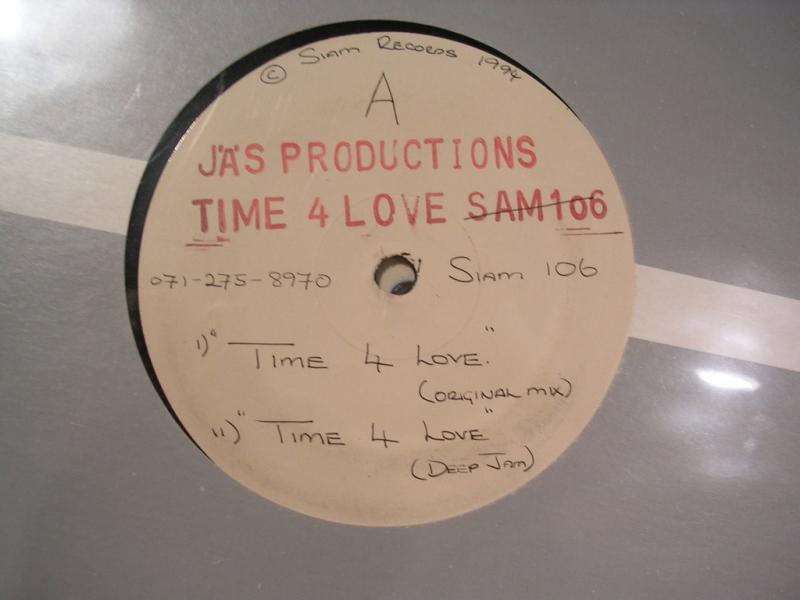 © Siam Records 1994
A
J'A'S PRODUCTIONS
TIME 4 LOVE SAM106
071-275-8970 Siam 106
1) "Time 4 Love."
(Original Mix)
11) "Time 4 Love"
(Deep Jam)